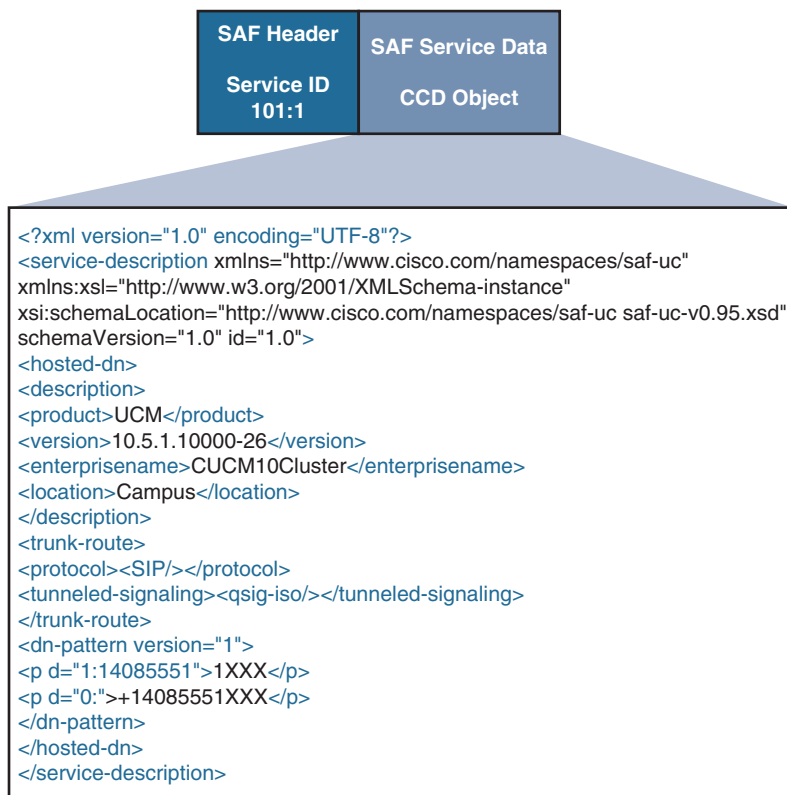 SAF Header
Service ID
101:1
SAF Service Data
CCD Object
<?xml version="1.0" encoding="UTF-8"?>
<service-description xmlns="http://www.cisco.com/namespaces/saf-uc"
xmlns:xsl="http://www.w3.org/2001/XMLSchema-instance"
xsi:schemaLocation="http://www.cisco.com/namespaces/saf-uc saf-uc-v0.95.xsd"
schemaVersion="1.0" id="1.0">
<hosted-dn>
<description>
<product>UCM</product>
<version>10.5.1.10000-26</version>
<enterprisename>CUCM10Cluster</enterprisename>
<location>Campus</location>
</description>
<trunk-route>
<protocol><SIP/></protocol>
<tunneled-signaling><qsig-iso/></tunneled-signaling>
</trunk-route>
<dn-pattern version="1">
<p d="1:14085551">1XXX</p>
<p d="0:">+14085551XXX</p>
</dn-pattern>
</hosted-dn>
</service-description>